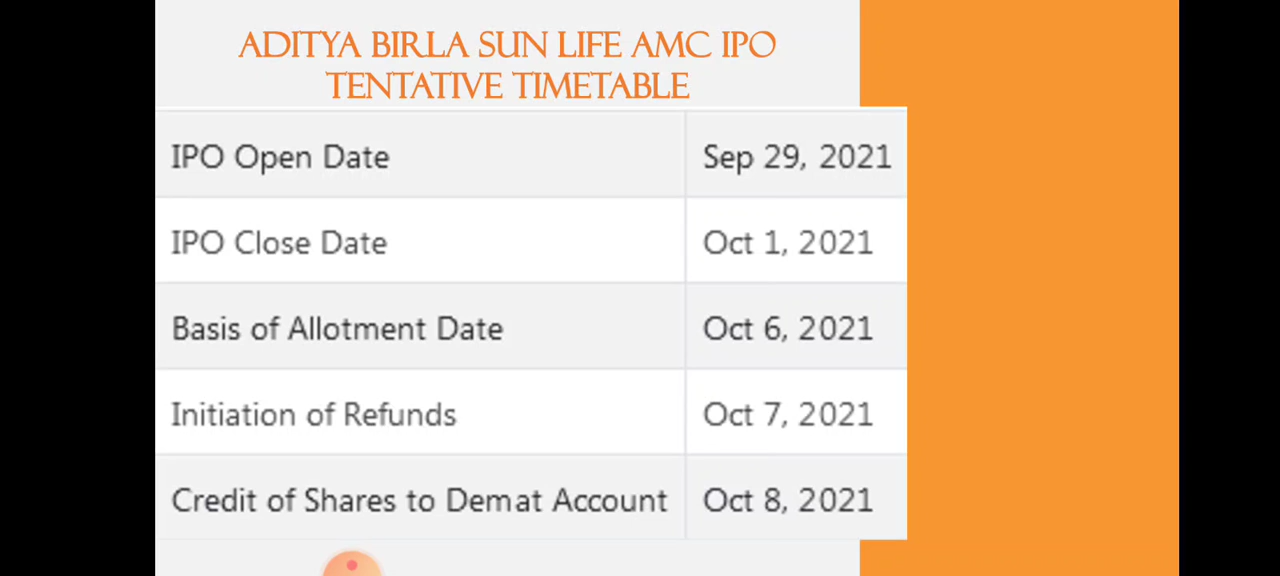 ADITYA BIRLA SUN LIFE AMC IPO
TENTATIVE TIMETABLE
IPO Open Date Sep 29, 2021
IPO Close Date Oct 1, 2021
Basis of Allotment Date Oct 6, 2021
Initiation of Refunds Oct 7, 2021
Credit of Shares to Demat Account Oct 8, 2021